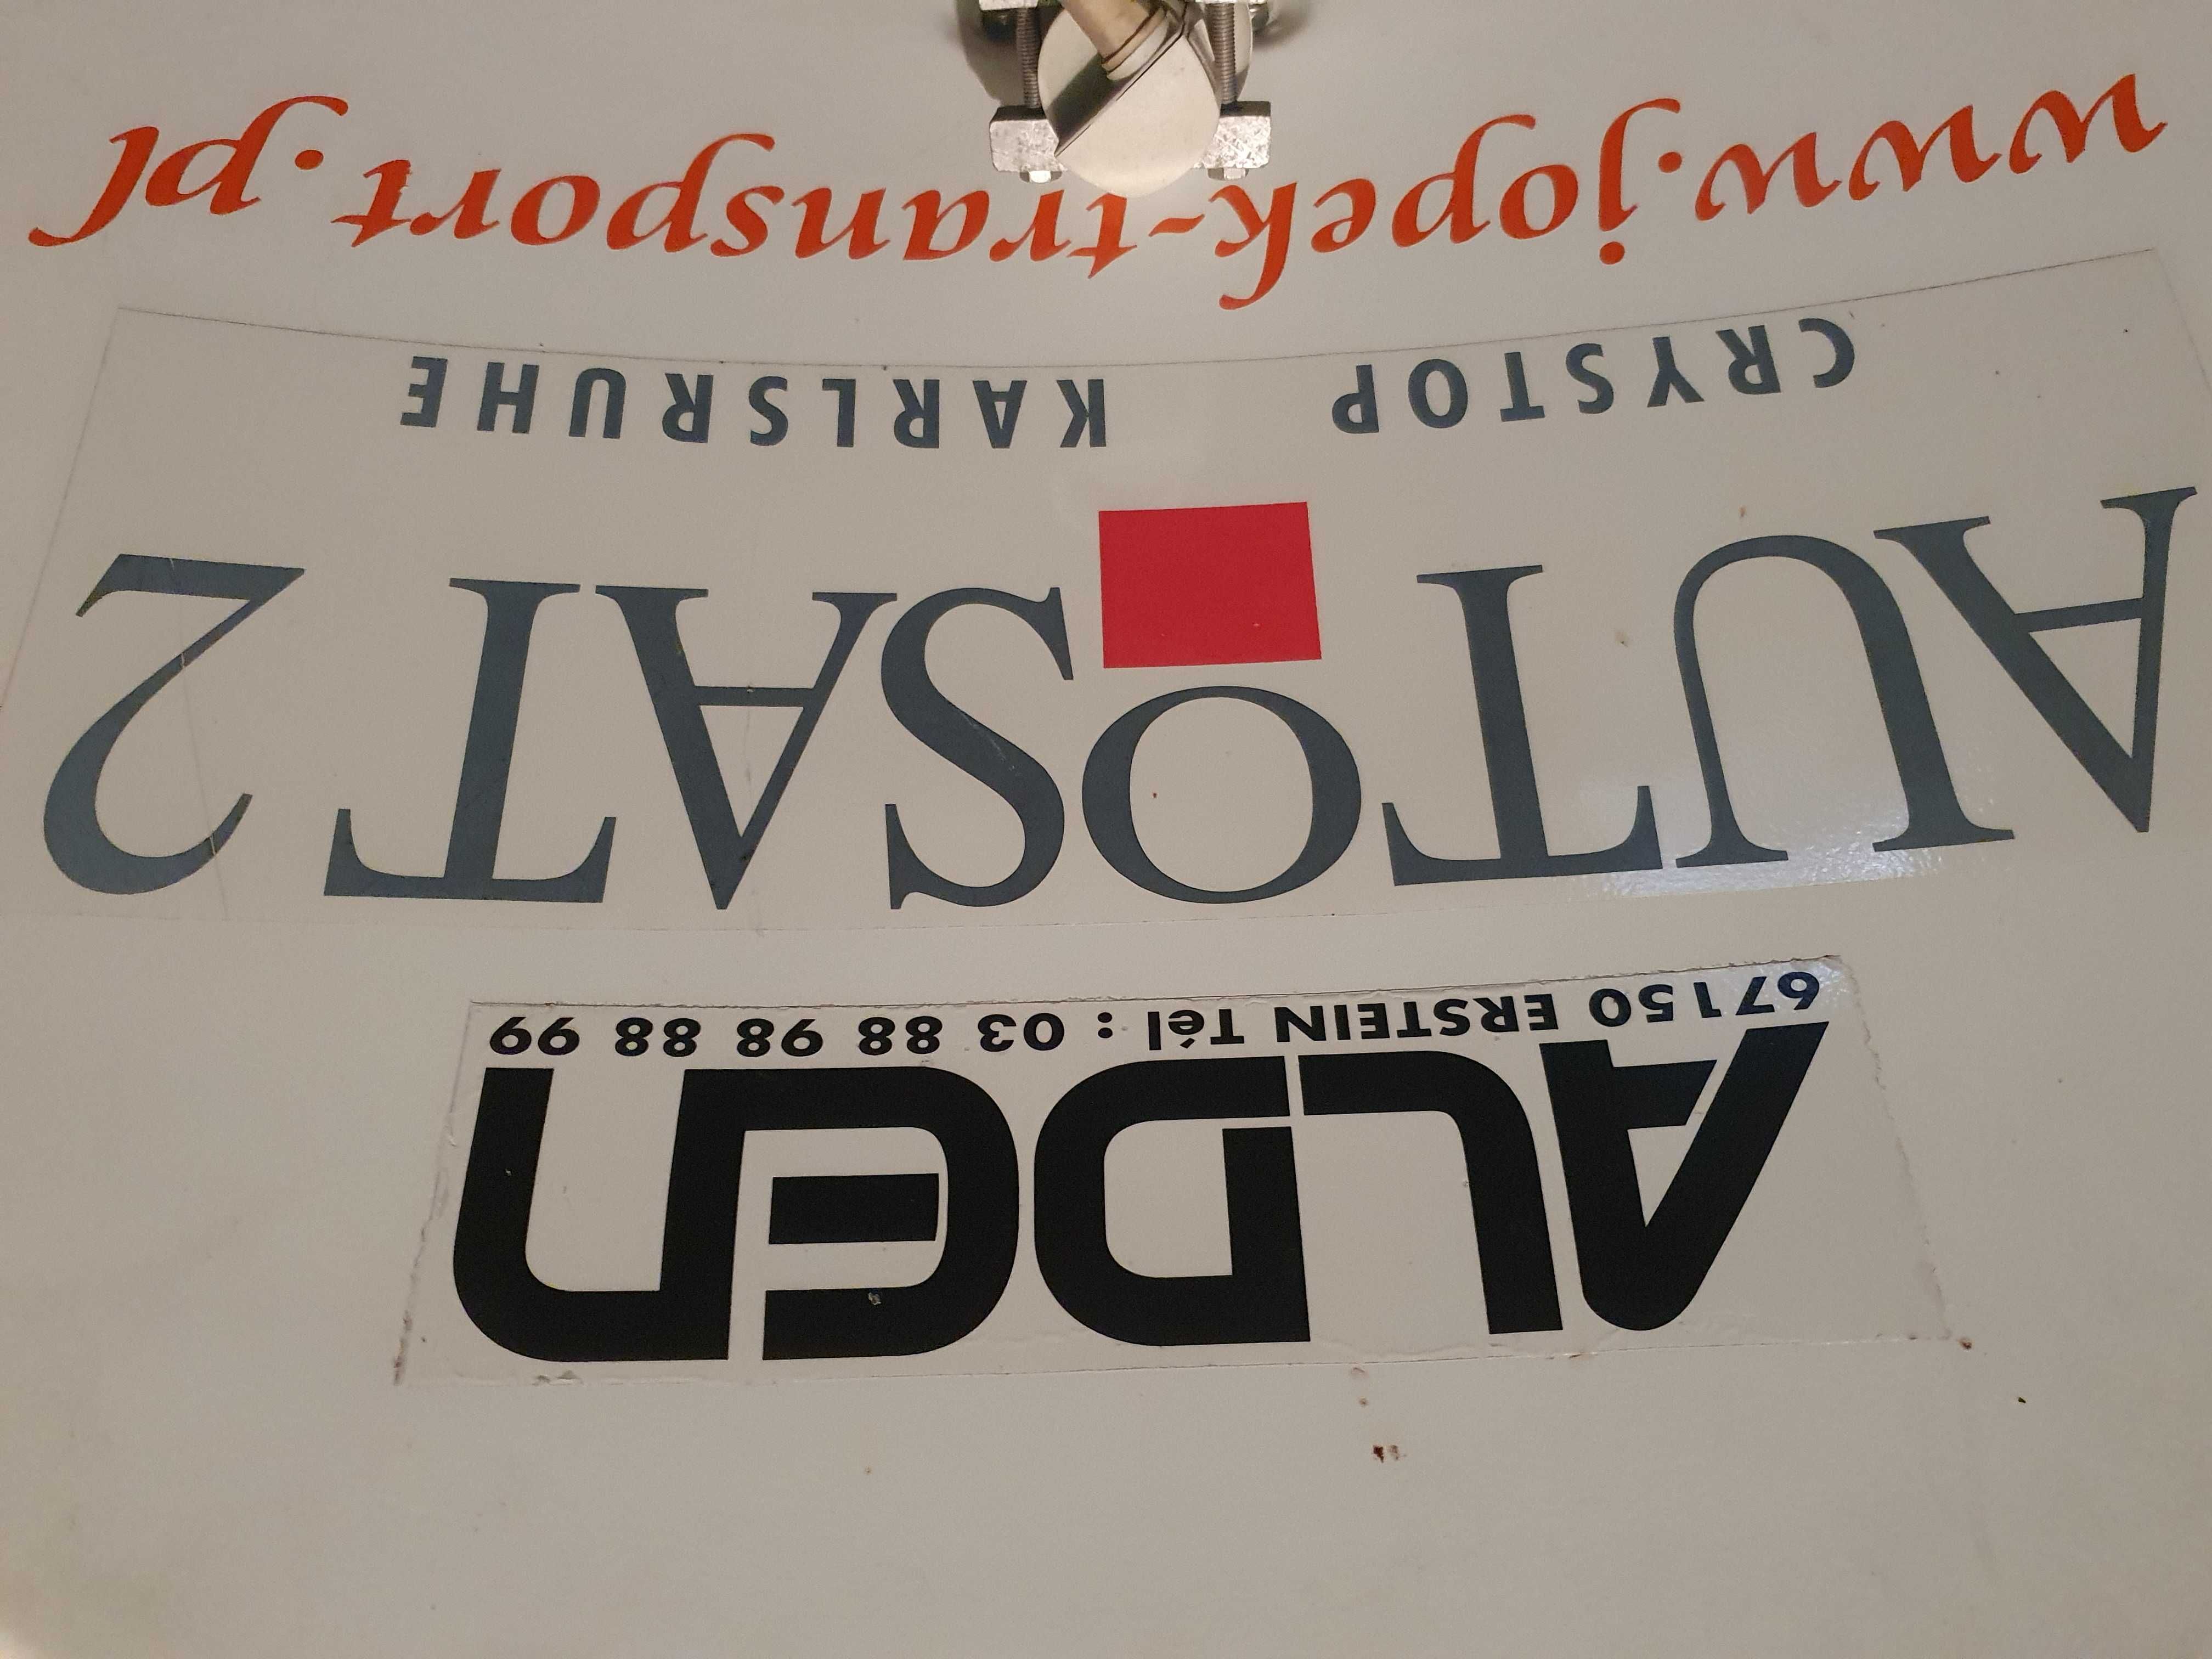 ALDEN
67150 ERSTEIN Tél : 03 88 98 88 99
AUTOSAT 2
CRYSTOP KARLSRUHE
www.jopek-transport.pl